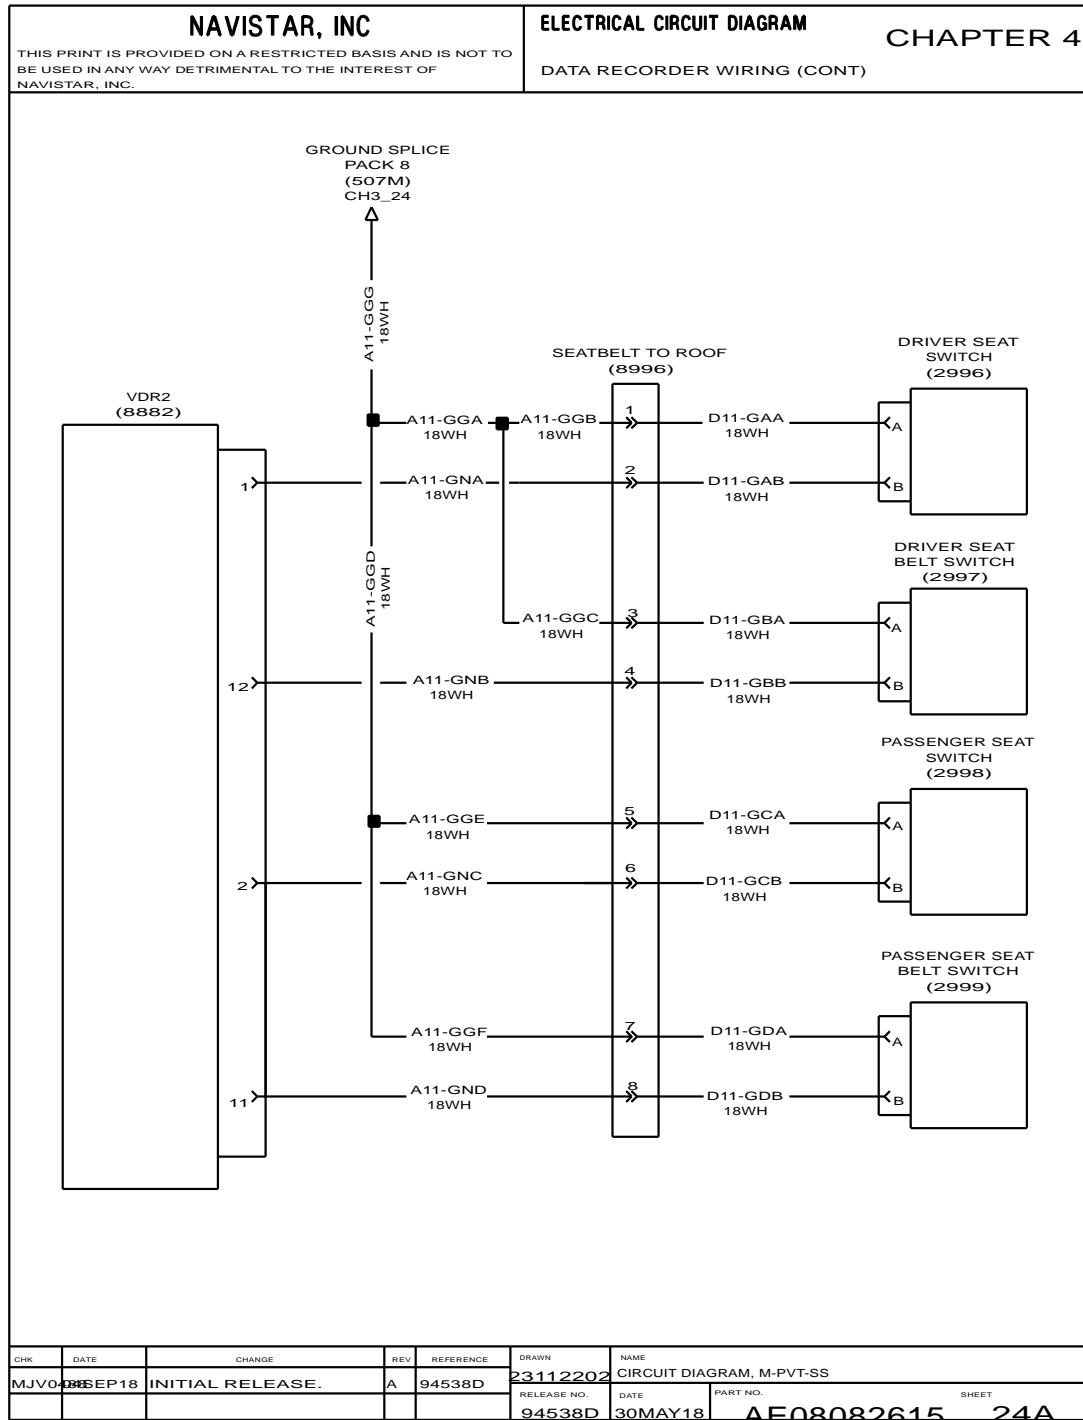 NAVISTAR, INC
THIS PRINT IS PROVIDED ON A RESTRICTED BASIS AND IS NOT TO
BE USED IN ANY WAY DETRIMENTAL TO THE INTEREST OF
NAVISTAR, INC.
ELECTRICAL CIRCUIT DIAGRAM
CHAPTER 4
DATA RECORDER WIRING (CONT)
GROUND SPLICE
PACK 8
(507M)
CH3_24
A11-GGG
18WH
SEATBELT TO ROOF
(8996)
DRIVER SEAT
SWITCH
(2996)
VDR2
(8882)
A11-GGA
18WH
A11-GGB
18WH
1
D11-GAA
18WH
A
1
A11-GNA
18WH
2
D11-GAB
18WH
B
A11-GGD
18WH
DRIVER SEAT
BELT SWITCH
(2997)
A11-GGC
18WH
3
D11-GBA
18WH
A
12
A11-GNB
18WH
4
D11-GBB
18WH
B
PASSENGER SEAT
SWITCH
(2998)
A11-GGE
18WH
5
D11-GCA
18WH
A
2
A11-GNC
18WH
6
D11-GCB
18WH
B
PASSENGER SEAT
BELT SWITCH
(2999)
A11-GGF
18WH
7
D11-GDA
18WH
A
11
A11-GND
18WH
8
D11-GDB
18WH
B
CHK DATE CHANGE REV REFERENCE
INITIAL RELEASE. A 94538D
DRAWN
23112202
NAME
CIRCUIT DIAGRAM, M-PVT-SS
RELEASE NO.
94538D
DATE
30MAY18
PART NO.
AE08082615
SHEET
24A